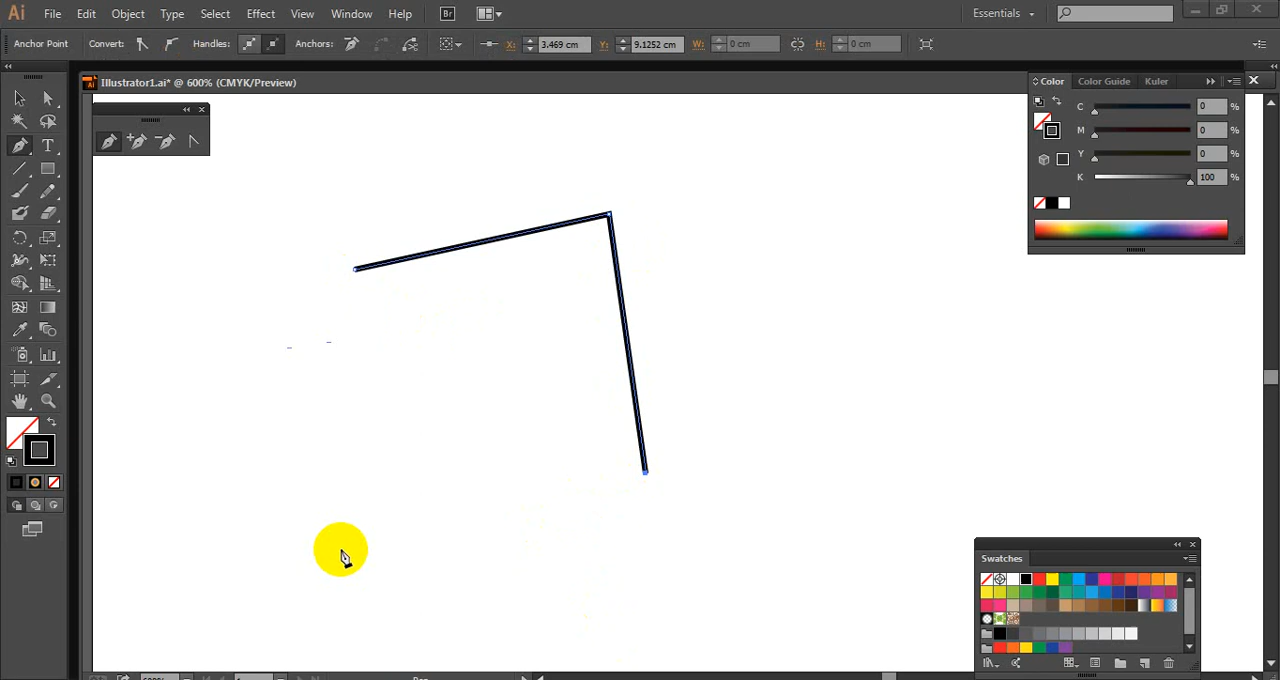 Ai File Edit Object Type Select Effect View Window Help Br Essentials
Anchor Point Convert: Handles: Anchors: X: 3.469 cm Y: 9.1252 cm W: 0 cm H: 0 cm
Illustrator1.ai* @ 600% (CMYK/Preview)
Color Color Guide Kuler
C 0 %
M 0 %
Y 0 %
K 100 %
T
Swatches